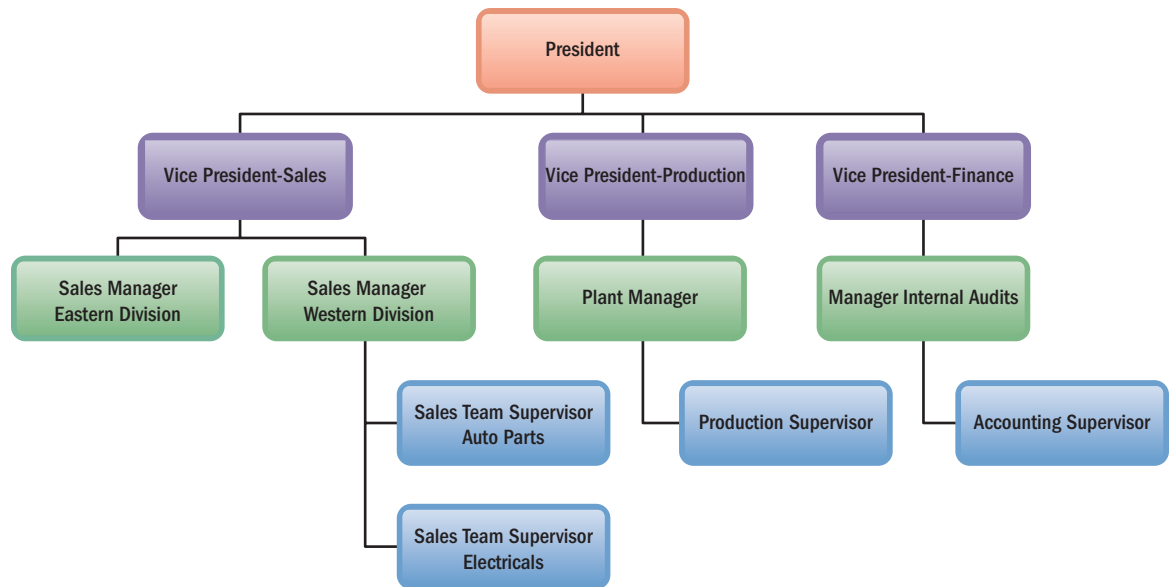 President
Vice President-Sales
Vice President-Production
Vice President-Finance
Sales Manager
Eastern Division
Sales Manager
Western Division
Plant Manager
Manager Internal Audits
Sales Team Supervisor
Auto Parts
Production Supervisor
Accounting Supervisor
Sales Team Supervisor
Electricals